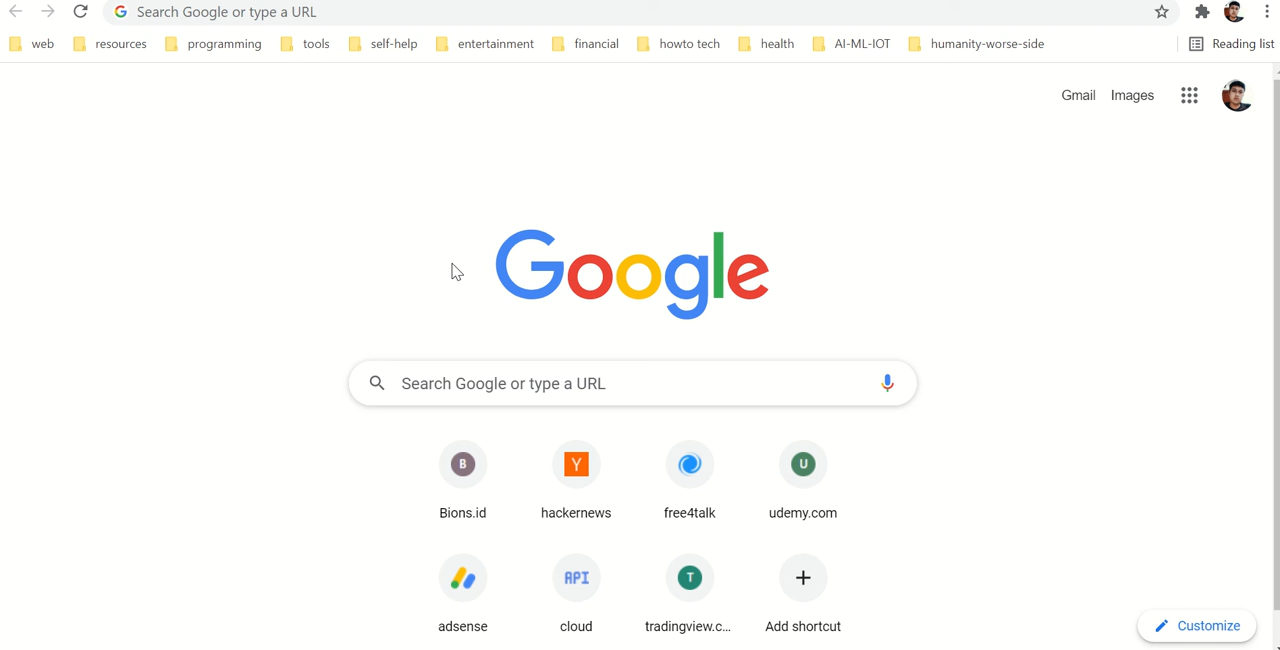 Search Google or type a URL
web resources programming tools self-help entertainment financial howto tech health AI-ML-IOT humanity-worse-side Reading list
Gmail Images
Google
Search Google or type a URL
B Y U
Bions.id hackernews free4talk udemy.com
API T
adsense cloud tradingview.c... Add shortcut
Customize